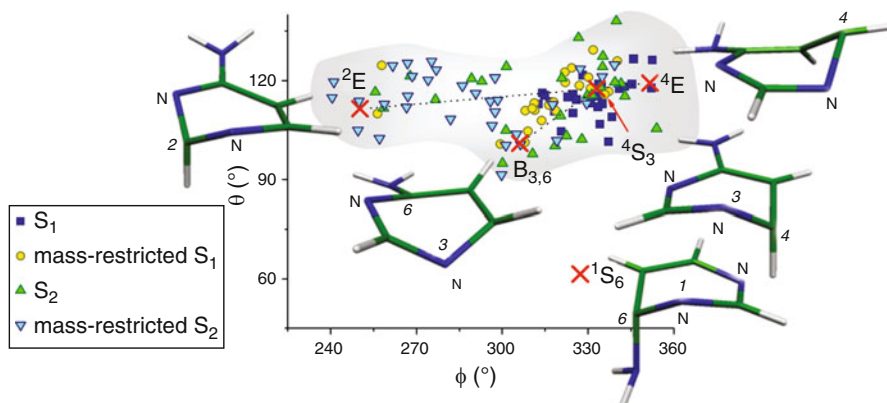 4
N
N
²E
⁴E
120
N
N
2
⁴S₃
θ (°)
90
B₃,₆
N
6
3
N
N
3
N
4
S₁
mass-restricted S₁
S₂
mass-restricted S₂
60
¹S₆
N
1
N
6
240 270 300 330 360
ϕ (°)